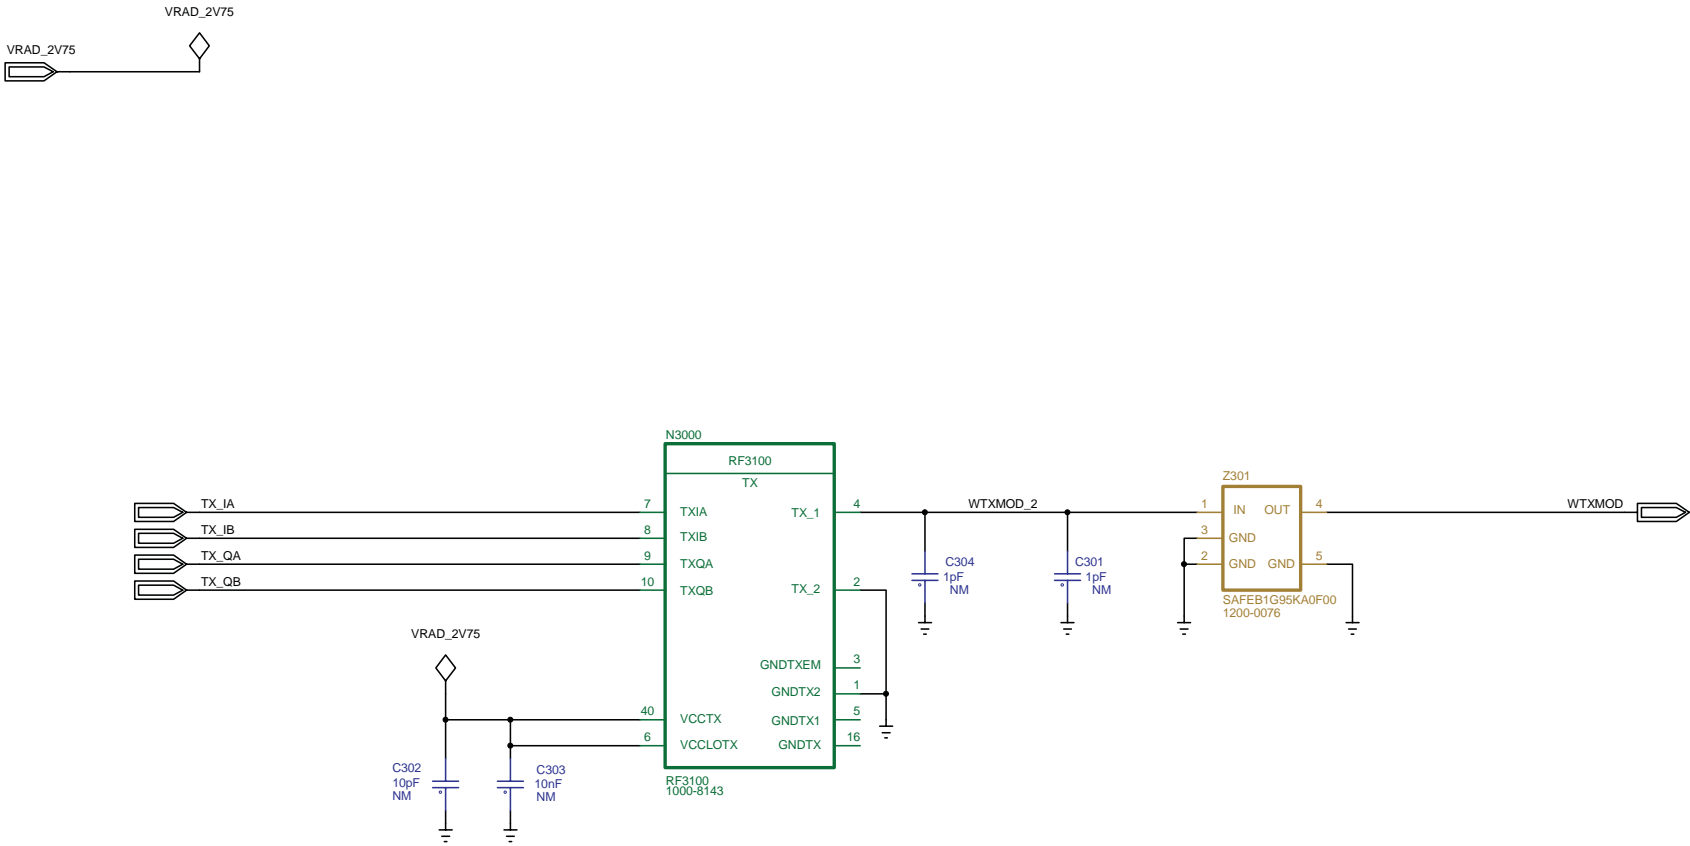 VRAD_2V75
VRAD_2V75
N3000
RF3100
TX
TX_IA
7
TXIA
TX_1
4
WTXMOD_2
TX_IB
8
TXIB
TX_QA
9
TXQA
TX_QB
10
TXQB
TX_2
2
C304
1pF
NM
C301
1pF
NM
Z301
1
IN
OUT
4
WTXMOD
3
GND
2
GND
GND
5
SAFEB1G95KA0F00
1200-0076
VRAD_2V75
GNDTXEM
3
GNDTX2
1
40
VCCTX
GNDTX1
5
6
VCCLOTX
GNDTX
16
C302
10pF
NM
C303
10nF
NM
RF3100
1000-8143